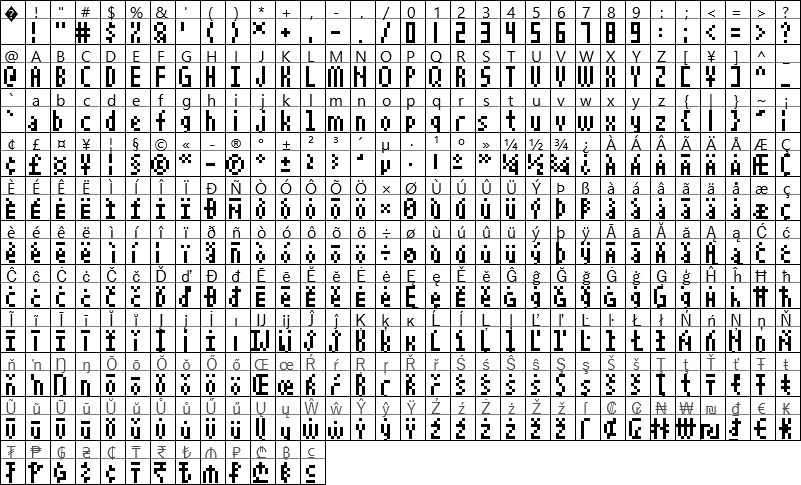 � ! " # $ % & ' ( ) * + , - . / 0 1 2 3 4 5 6 7 8 9 : ; < = > ?
@ A B C D E F G H I J K L M N O P Q R S T U V W X Y Z [ ¥ ] ^ _
` a b c d e f g h i j k l m n o p q r s t u v w x y z { | } ~ ¡
¢ £ ¤ ¥ ¦ § © « - ® ° ± ² ³ ´ µ · ¹ º » ¼ ½ ¾ ¿ À Á Â Ã Ä Å Æ Ç
È É Ê Ë Ì Í Î Ï Ð Ñ Ò Ó Ô Õ Ö × Ø Ù Ú Û Ü Ý Þ ß à á â ã ä å æ ç
è é ê ë ì í î ï ð ñ ò ó ô õ ö ÷ ø ù ú û ü ý þ ÿ Ā ā Ă ă Ą ą Ć ć
Ĉ ĉ Ċ ċ Č č Ď ď Đ đ Ē ē Ĕ ĕ Ė ė Ę ę Ě ě Ĝ ĝ Ğ ğ Ġ ġ Ģ ģ Ĥ ĥ Ħ ħ
Ĩ ĩ Ī ī Ĭ ĭ Į į İ ı Ĳ ĳ Ĵ ĵ Ķ ķ ĸ Ĺ ĺ Ļ ļ Ľ ľ Ŀ ŀ Ł ł Ń ń Ņ ņ Ň
ň ŉ Ŋ ŋ Ō ō Ŏ ŏ Ő ő Œ œ Ŕ ŕ Ŗ ŗ Ř ř Ś ś Ŝ ŝ Ş ş Š š Ţ ţ Ť ť Ŧ ŧ
Ũ ũ Ū ū Ŭ ŭ Ů ů Ű ű Ų ų Ŵ ŵ Ŷ ŷ Ÿ Ź ź Ż ż Ž ž ſ ₡ ₢ ₦ ₩ ₪ ₫ € ₭
₮ ₱ ₲ ₴ ₵ ₸ ₹ ₺ ₼ ₽ ₾ ₿